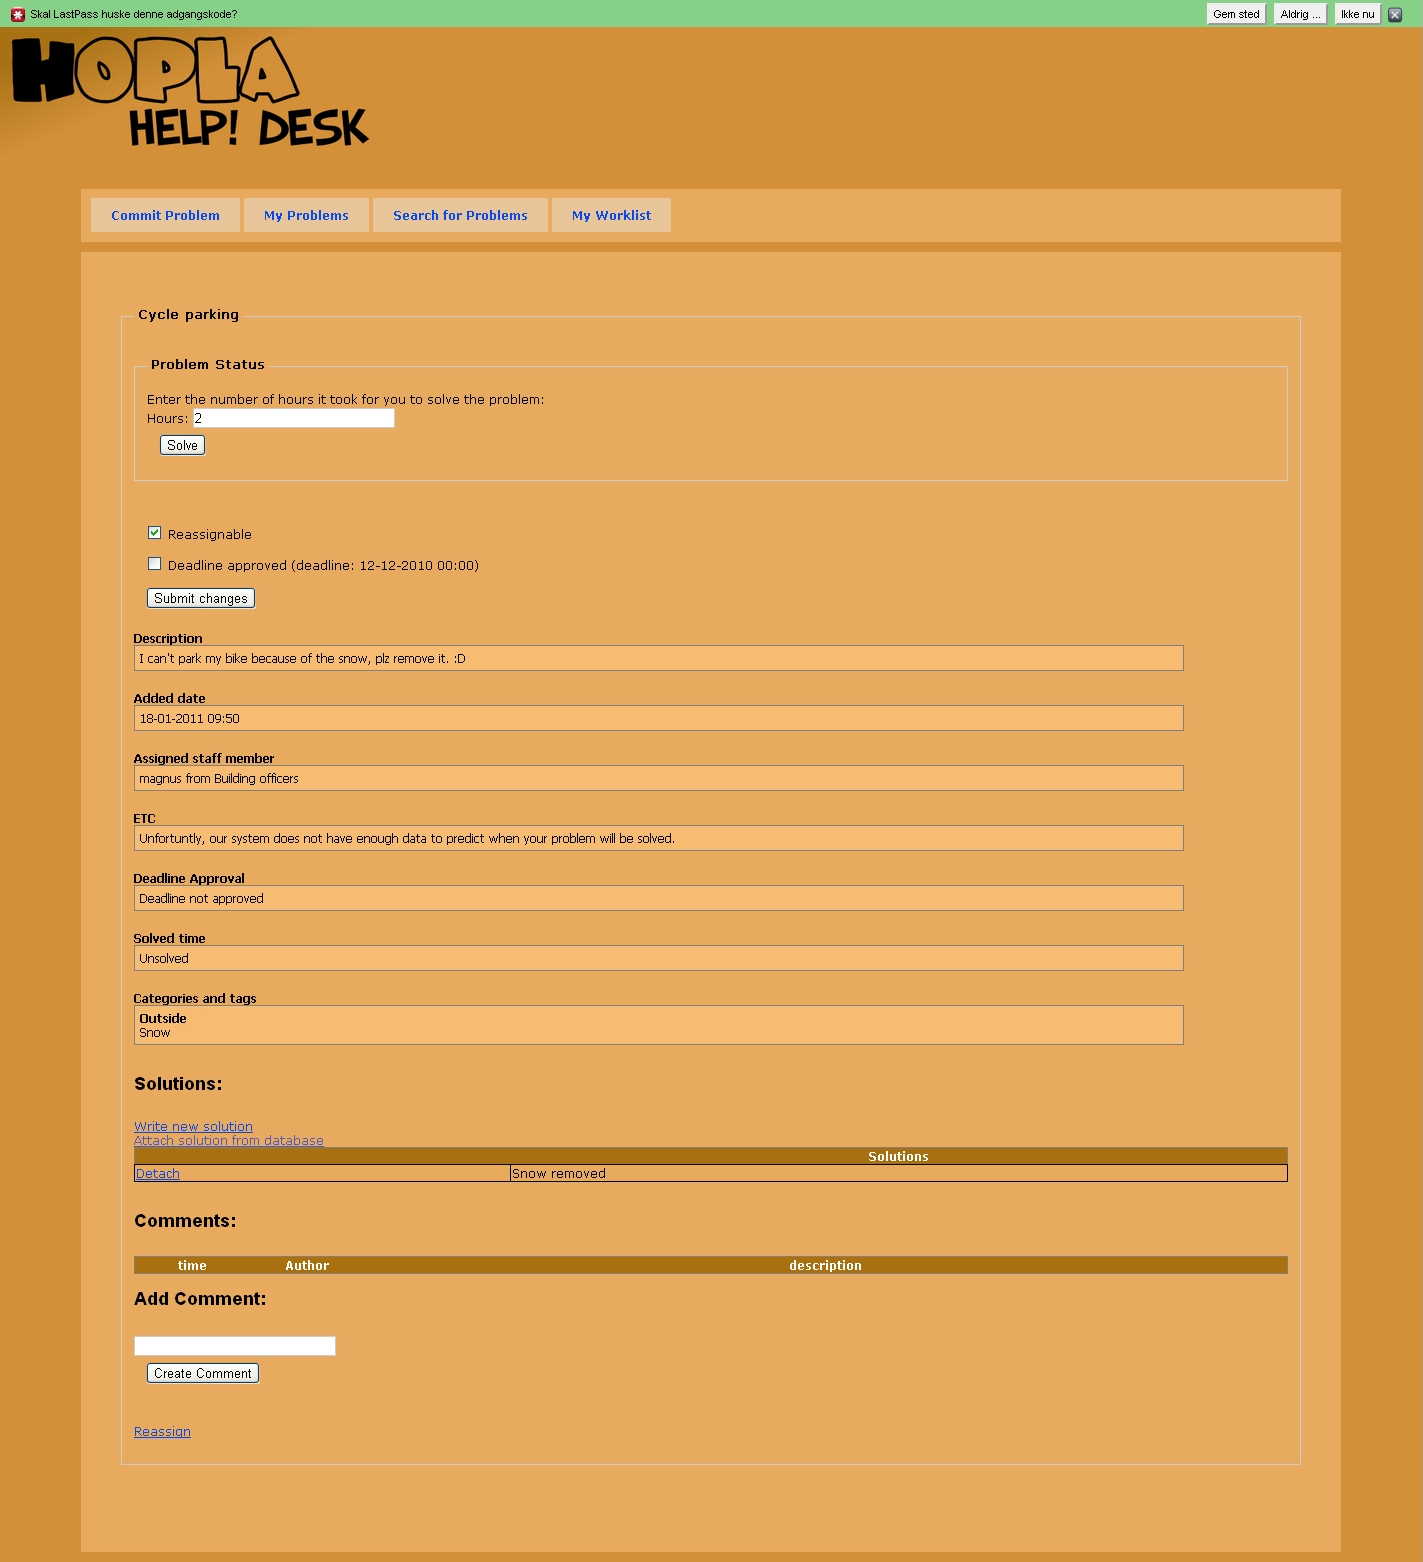 Skal LastPass huske denne adgangskode? Gem sted Aldrig ... Ikke nu
HOPLA
HELP! DESK
Commit Problem My Problems Search for Problems My Worklist
Cycle parking
Problem Status
Enter the number of hours it took for you to solve the problem:
Hours: 2
Solve
Reassignable
Deadline approved (deadline: 12-12-2010 00:00)
Submit changes
Description
I can't park my bike because of the snow, plz remove it. :D
Added date
18-01-2011 09:50
Assigned staff member
magnus from Building officers
ETC
Unfortuntly, our system does not have enough data to predict when your problem will be solved.
Deadline Approval
Deadline not approved
Solved time
Unsolved
Categories and tags
Outside
Snow
Solutions:
Write new solution
Attach solution from database
Solutions
Detach Snow removed
Comments:
time Author description
Add Comment:
Create Comment
Reassign